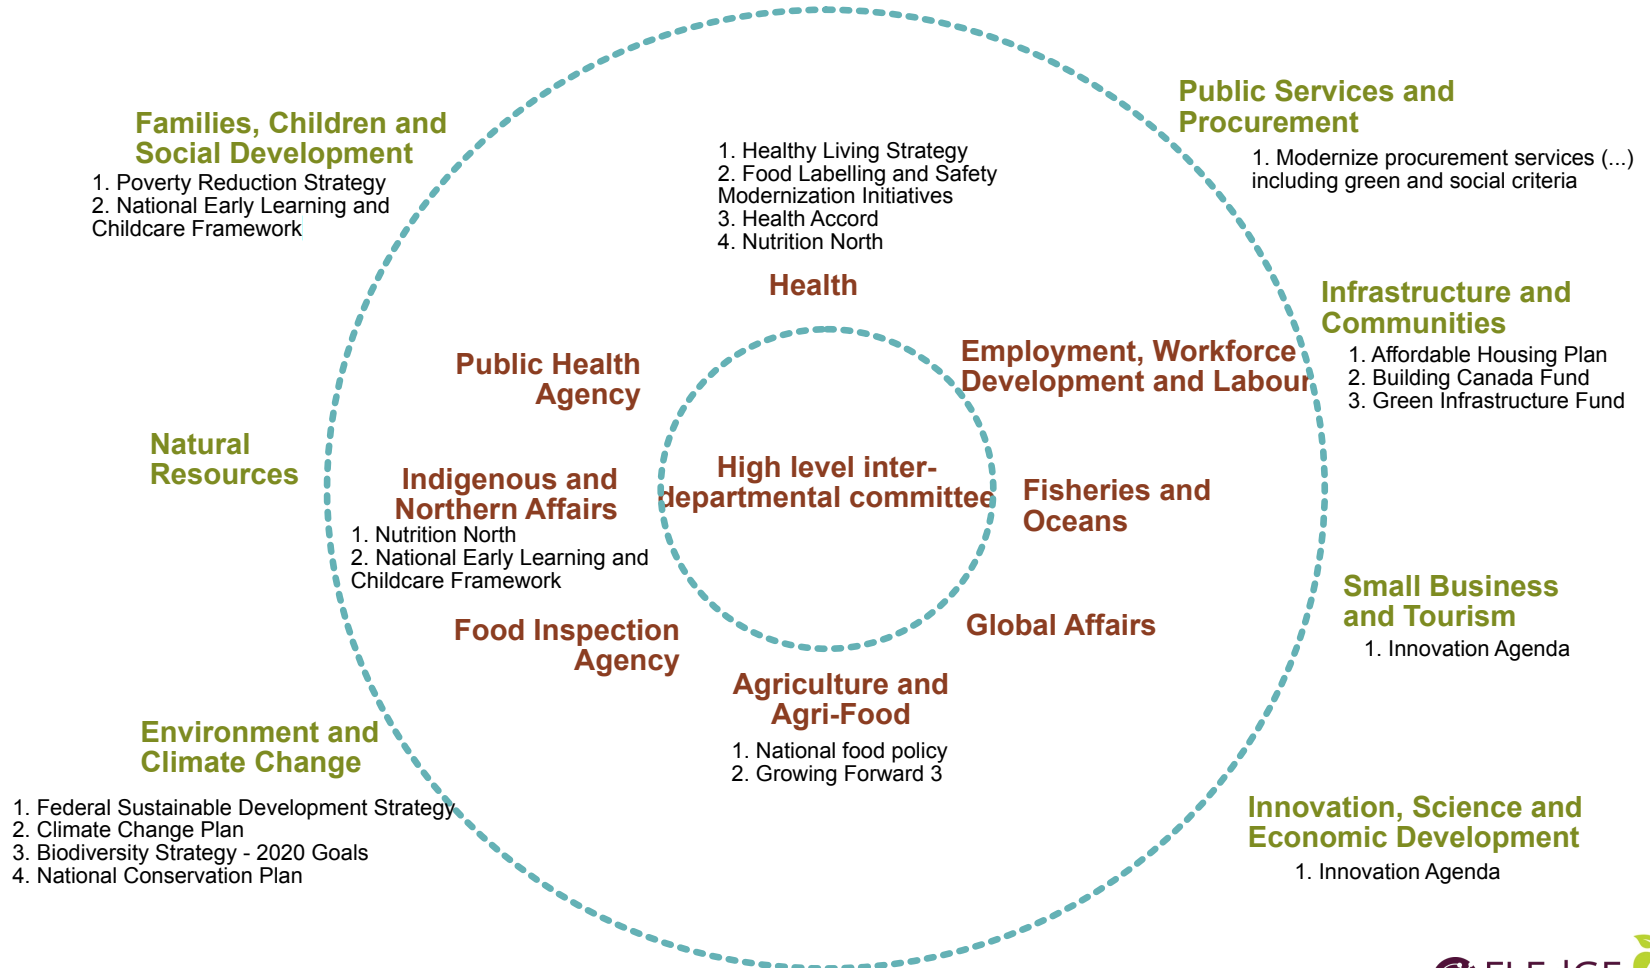 Families, Children and
Social Development
1. Poverty Reduction Strategy
2. National Early Learning and
Childcare Framework
1. Healthy Living Strategy
2. Food Labelling and Safety
Modernization Initiatives
3. Health Accord
4. Nutrition North
Health
Public Services and
Procurement
1. Modernize procurement services (...)
including green and social criteria
Infrastructure and
Communities
1. Affordable Housing Plan
2. Building Canada Fund
3. Green Infrastructure Fund
Public Health
Agency
Employment, Workforce
Development and Labour
Natural
Resources
Indigenous and
Northern Affairs
1. Nutrition North
2. National Early Learning and
Childcare Framework
High level inter-
departmental committee
Fisheries and
Oceans
Small Business
and Tourism
1. Innovation Agenda
Food Inspection
Agency
Global Affairs
Agriculture and
Agri-Food
1. National food policy
2. Growing Forward 3
Environment and
Climate Change
1. Federal Sustainable Development Strategy
2. Climate Change Plan
3. Biodiversity Strategy - 2020 Goals
4. National Conservation Plan
Innovation, Science and
Economic Development
1. Innovation Agenda